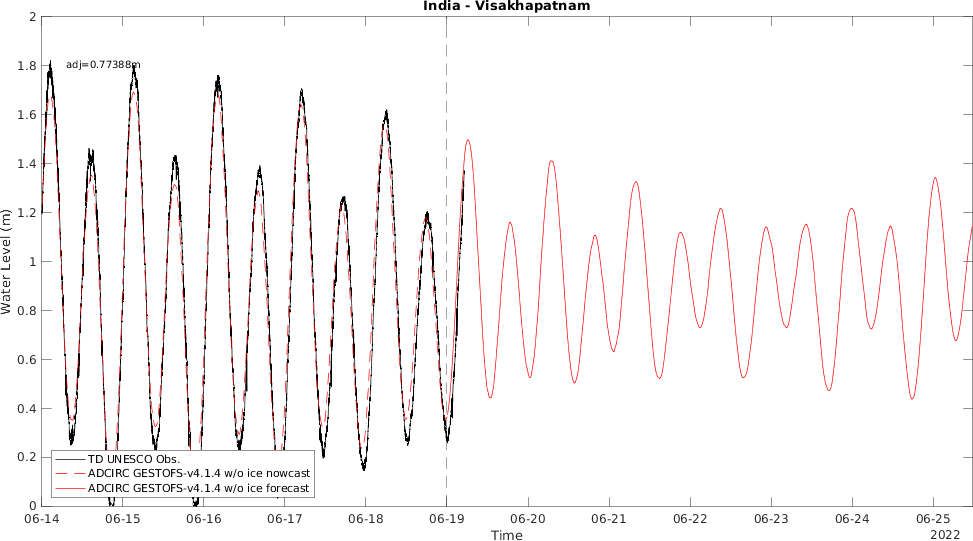 India - Visakhapatnam
2
1.8
adj=0.77388m
1.6
1.4
1.2
1
0.8
0.6
0.4
0.2
0
Water Level (m)
TD UNESCO Obs.
ADCIRC GESTOFS-v4.1.4 w/o ice nowcast
ADCIRC GESTOFS-v4.1.4 w/o ice forecast
06-14 06-15 06-16 06-17 06-18 06-19 06-20 06-21 06-22 06-23 06-24 06-25
Time
2022